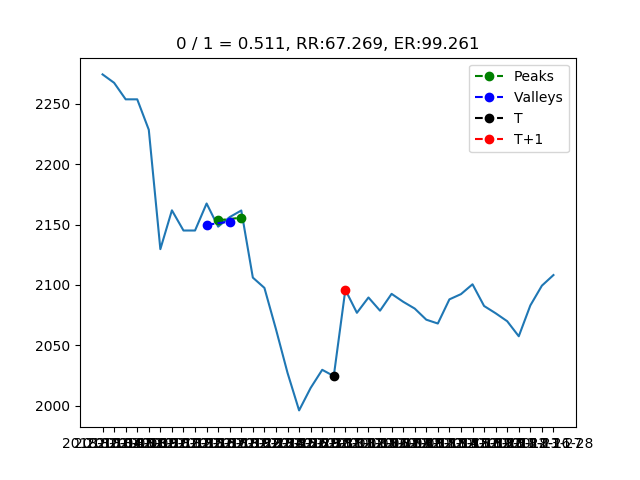 0 / 1 = 0.511, RR:67.269, ER:99.261
Peaks
Valleys
T
T+1
2250
2200
2150
2100
2050
2000